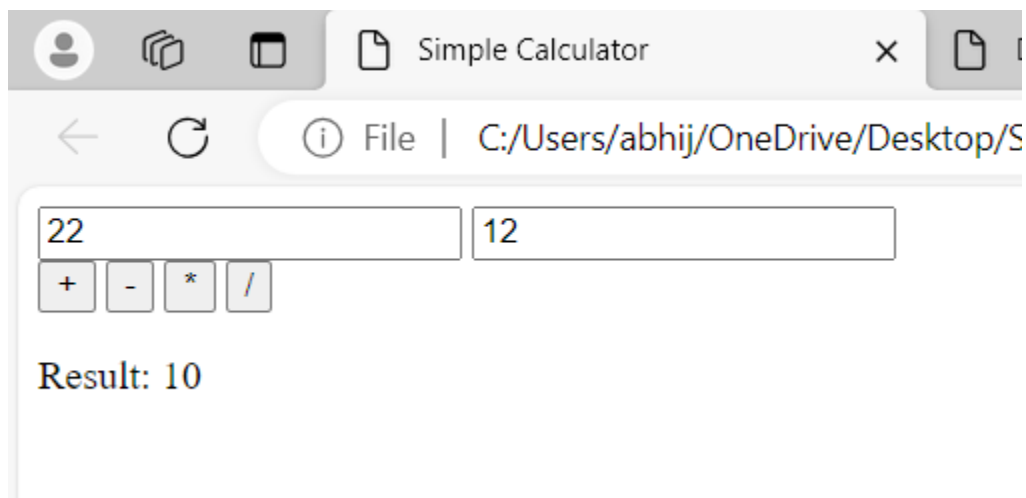 Simple Calculator
File | C:/Users/abhij/OneDrive/Desktop/S
22 12
+ - * /
Result: 10